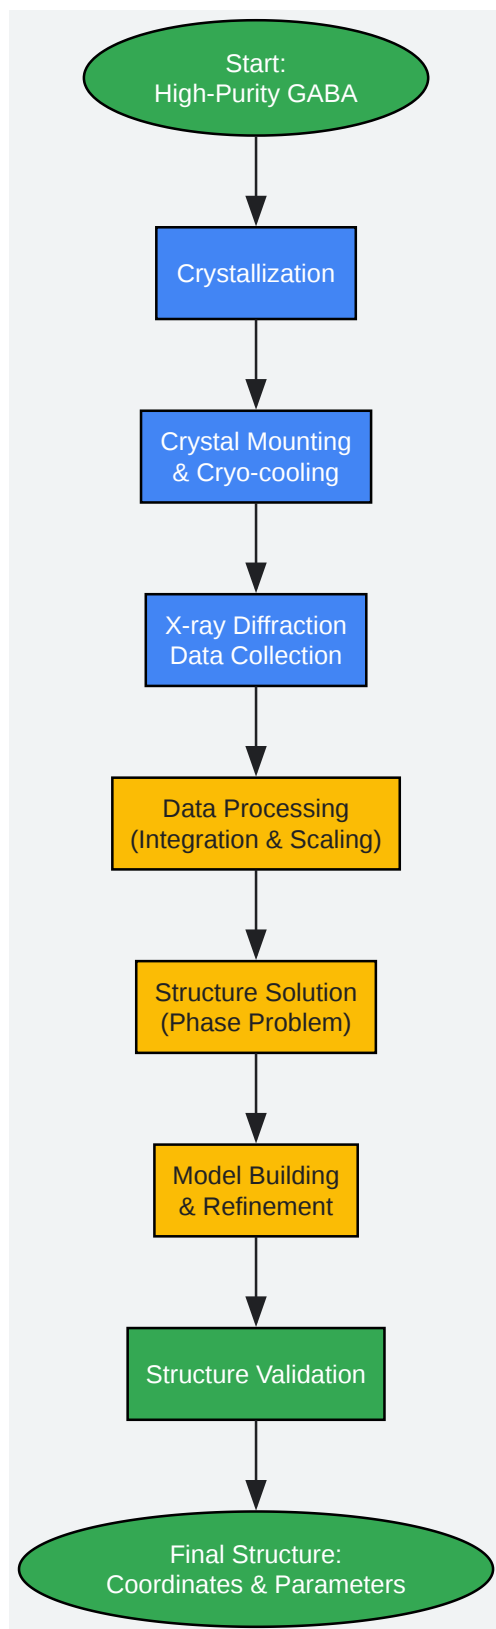 Start:
High-Purity GABA
Crystallization
Crystal Mounting
& Cryo-cooling
X-ray Diffraction
Data Collection
Data Processing
(Integration & Scaling)
Structure Solution
(Phase Problem)
Model Building
& Refinement
Structure Validation
Final Structure:
Coordinates & Parameters